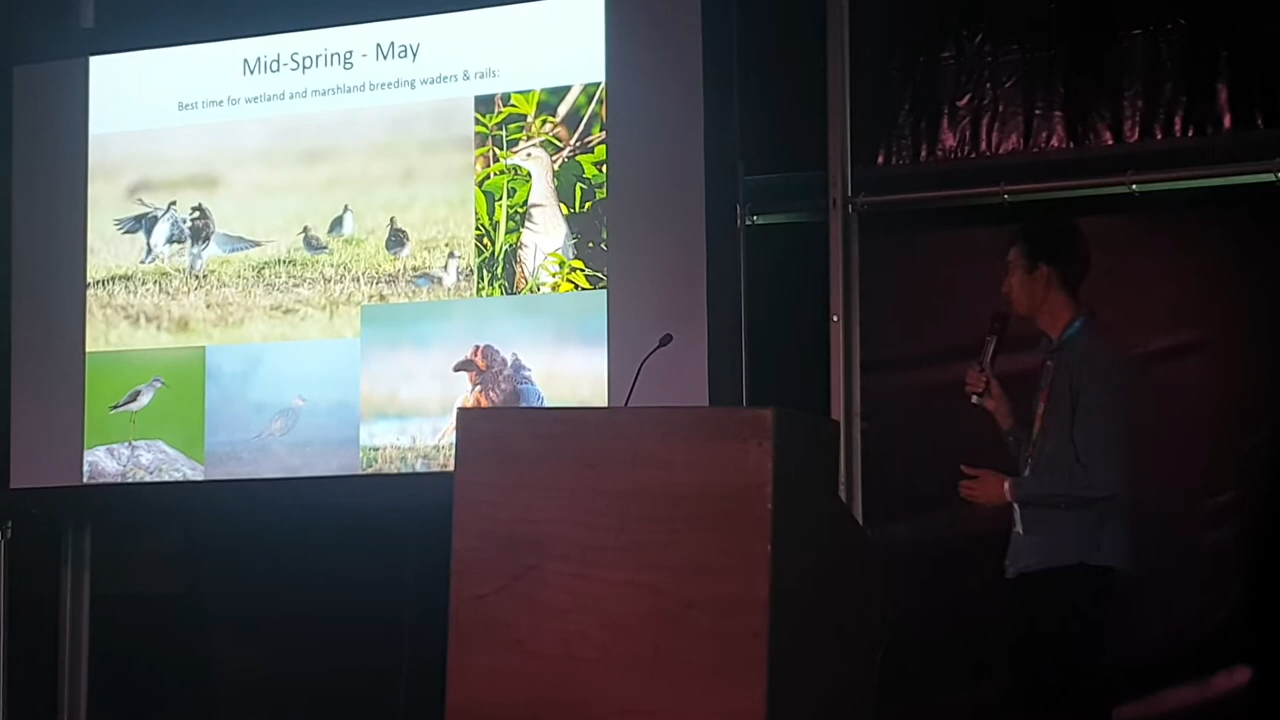 Mid-Spring - May
Best time for wetland and marshland breeding waders & rails: